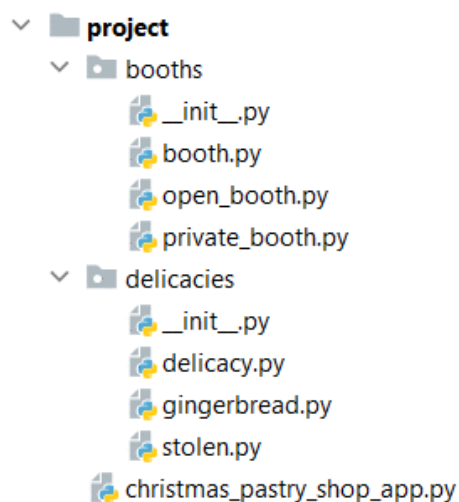 project
booths
__init__.py
booth.py
open_booth.py
private_booth.py
delicacies
__init__.py
delicacy.py
gingerbread.py
stolen.py
christmas_pastry_shop_app.py